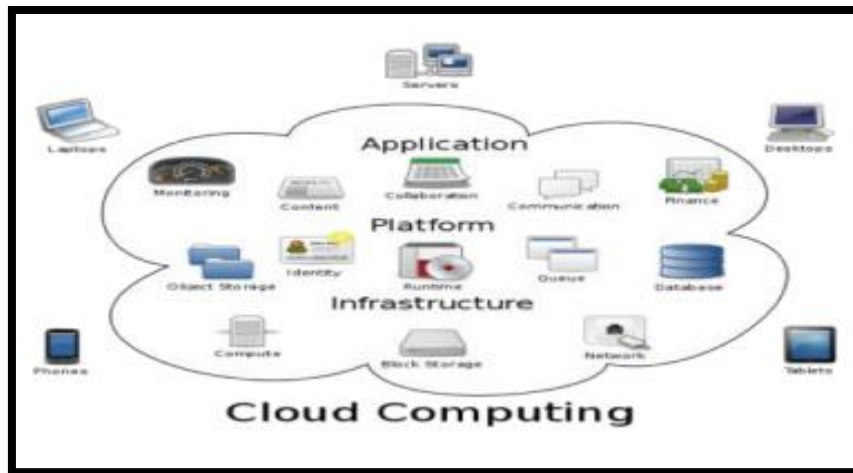 Servers
Laptops
Desktops
Application
Monitoring
Content
Collaboration
Communication
Finance
Platform
Object Storage
Identity
Runtime
Queue
Database
Infrastructure
Compute
Block Storage
Network
Phones
Tablets
Cloud Computing